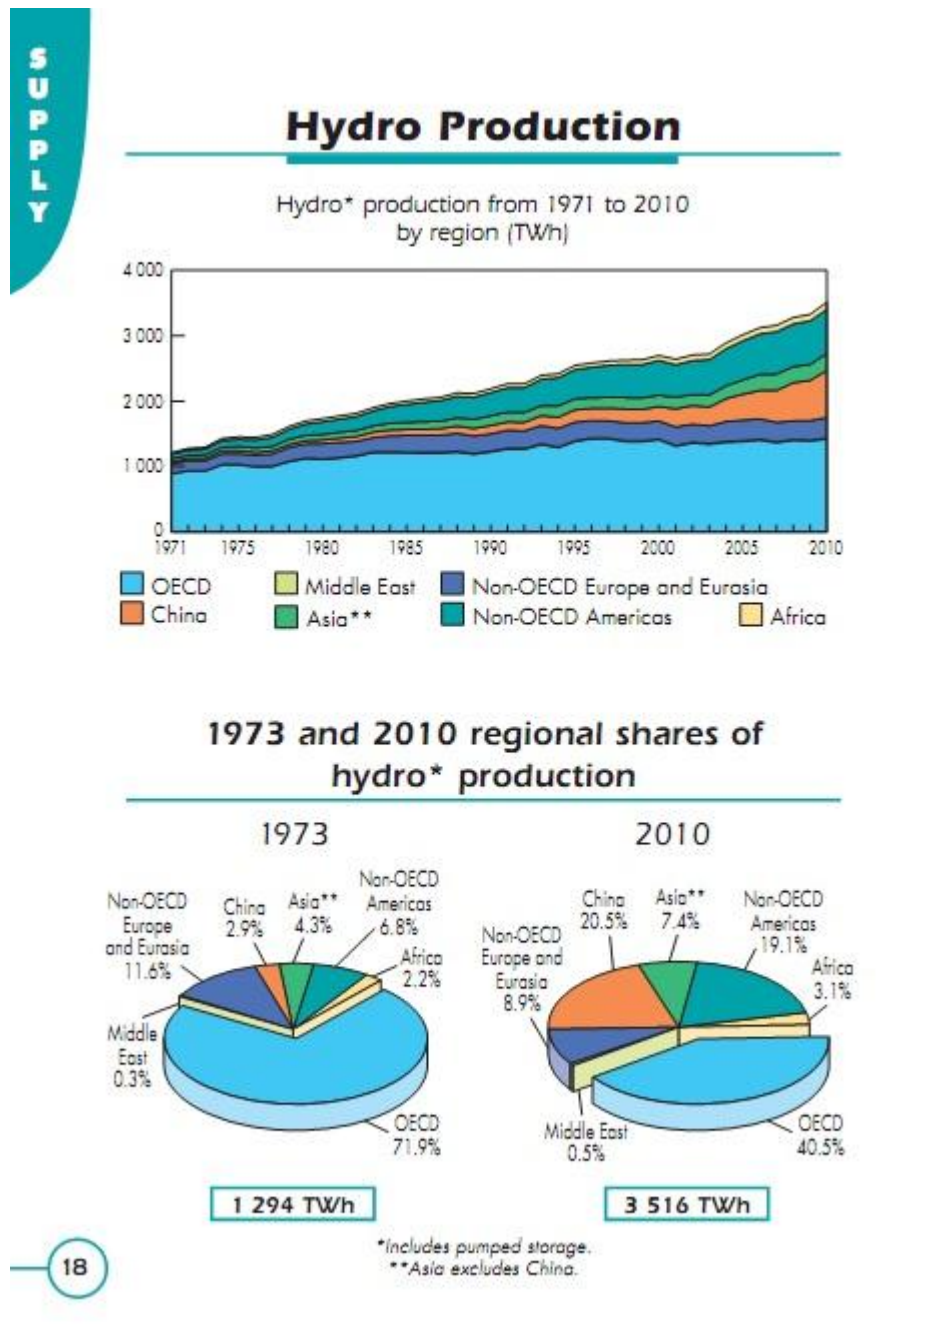 SUPPLY
Hydro Production
Hydro* production from 1971 to 2010
by region (TWh)
4 000
3 000
2 000
1 000
0
1971 1975 1980 1985 1990 1995 2000 2005 2010
OECD Middle East Non-OECD Europe and Eurasia
China Asia** Non-OECD Americas Africa
1973 and 2010 regional shares of
hydro* production
1973
Non-OECD
Europe
and Eurasia
11.6%
China
2.9%
Asia**
4.3%
Non-OECD
Americas
6.8%
Africa
2.2%
Middle
East
0.3%
OECD
71.9%
1 294 TWh
2010
Non-OECD
Europe and
Eurasia
8.9%
China
20.5%
Asia**
7.4%
Non-OECD
Americas
19.1%
Africa
3.1%
Middle East
0.5%
OECD
40.5%
3 516 TWh
*Includes pumped storage.
**Asia excludes China.
18